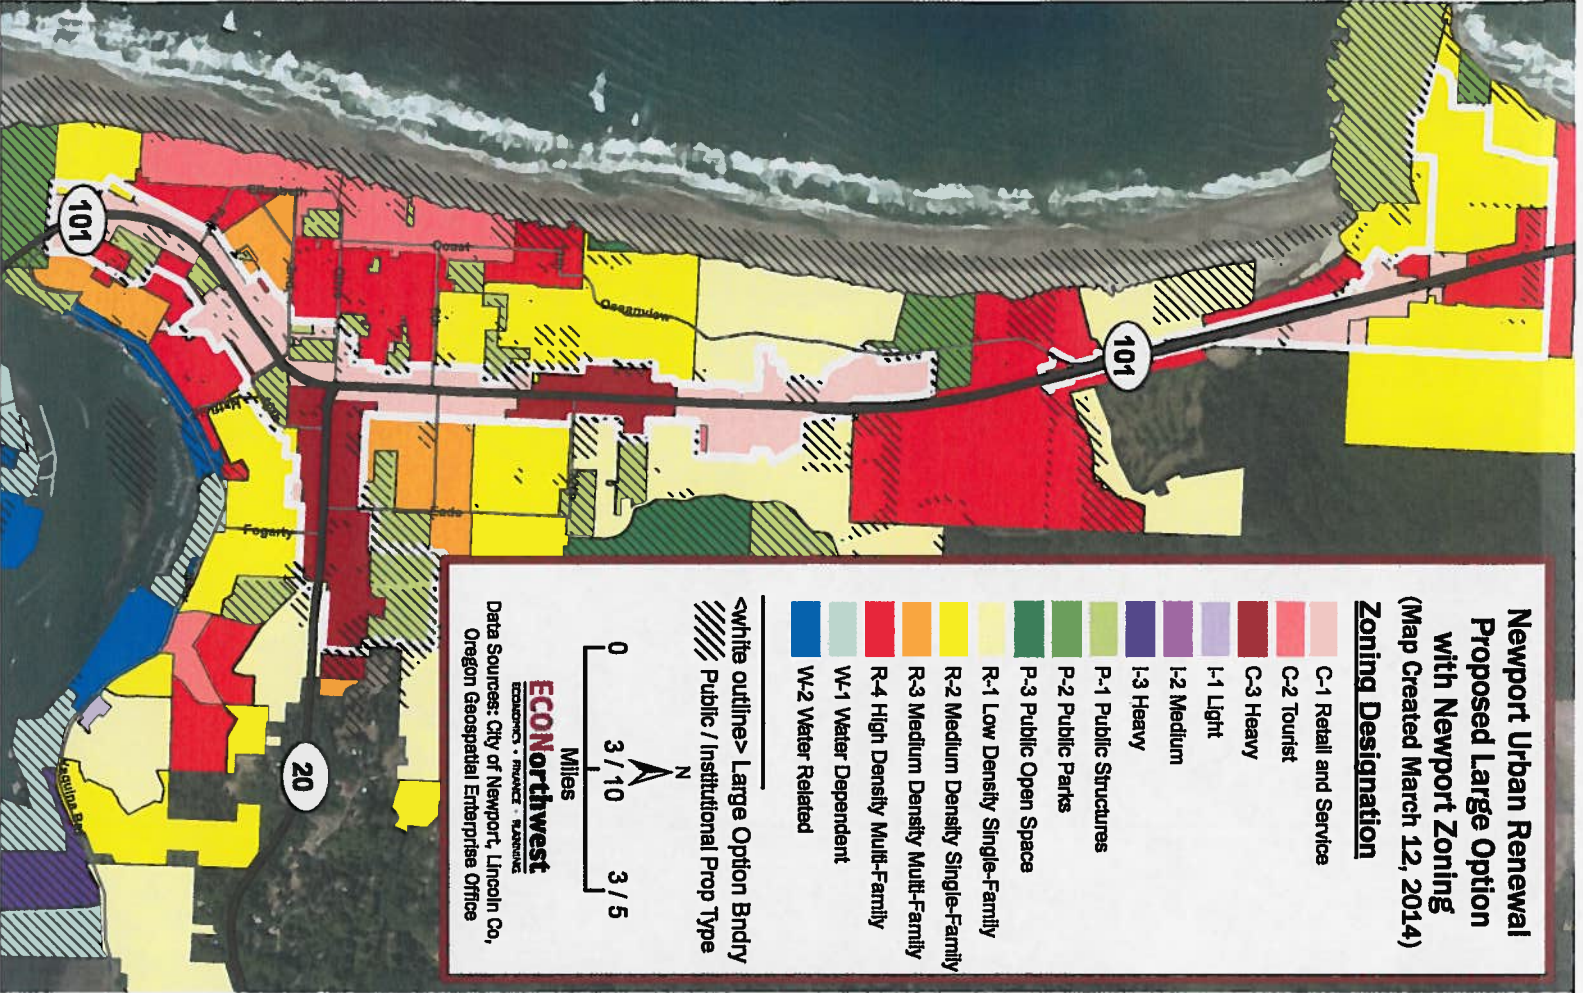 Newport Urban Renewal
Proposed Large Option
with Newport Zoning
(Map Created March 12, 2014)
Zoning Designation
C-1 Retail and Service
C-2 Tourist
C-3 Heavy
I-1 Light
I-2 Medium
I-3 Heavy
P-1 Public Structures
P-2 Public Parks
P-3 Public Open Space
R-1 Low Density Single-Family
R-2 Medium Density Single-Family
R-3 Medium Density Multi-Family
R-4 High Density Multi-Family
W-1 Water Dependent
W-2 Water Related
<white outline> Large Option Bndry
Public / Institutional Prop Type
N
0 3 / 10 3 / 5
Miles
ECONorthwest
ECONOMICS • FINANCE • PLANNING
Data Sources: City of Newport, Lincoln Co,
Oregon Geospatial Enterprise Office
101
101
20
Oceanview
Coast
Elizabeth
Eads
Fogarty